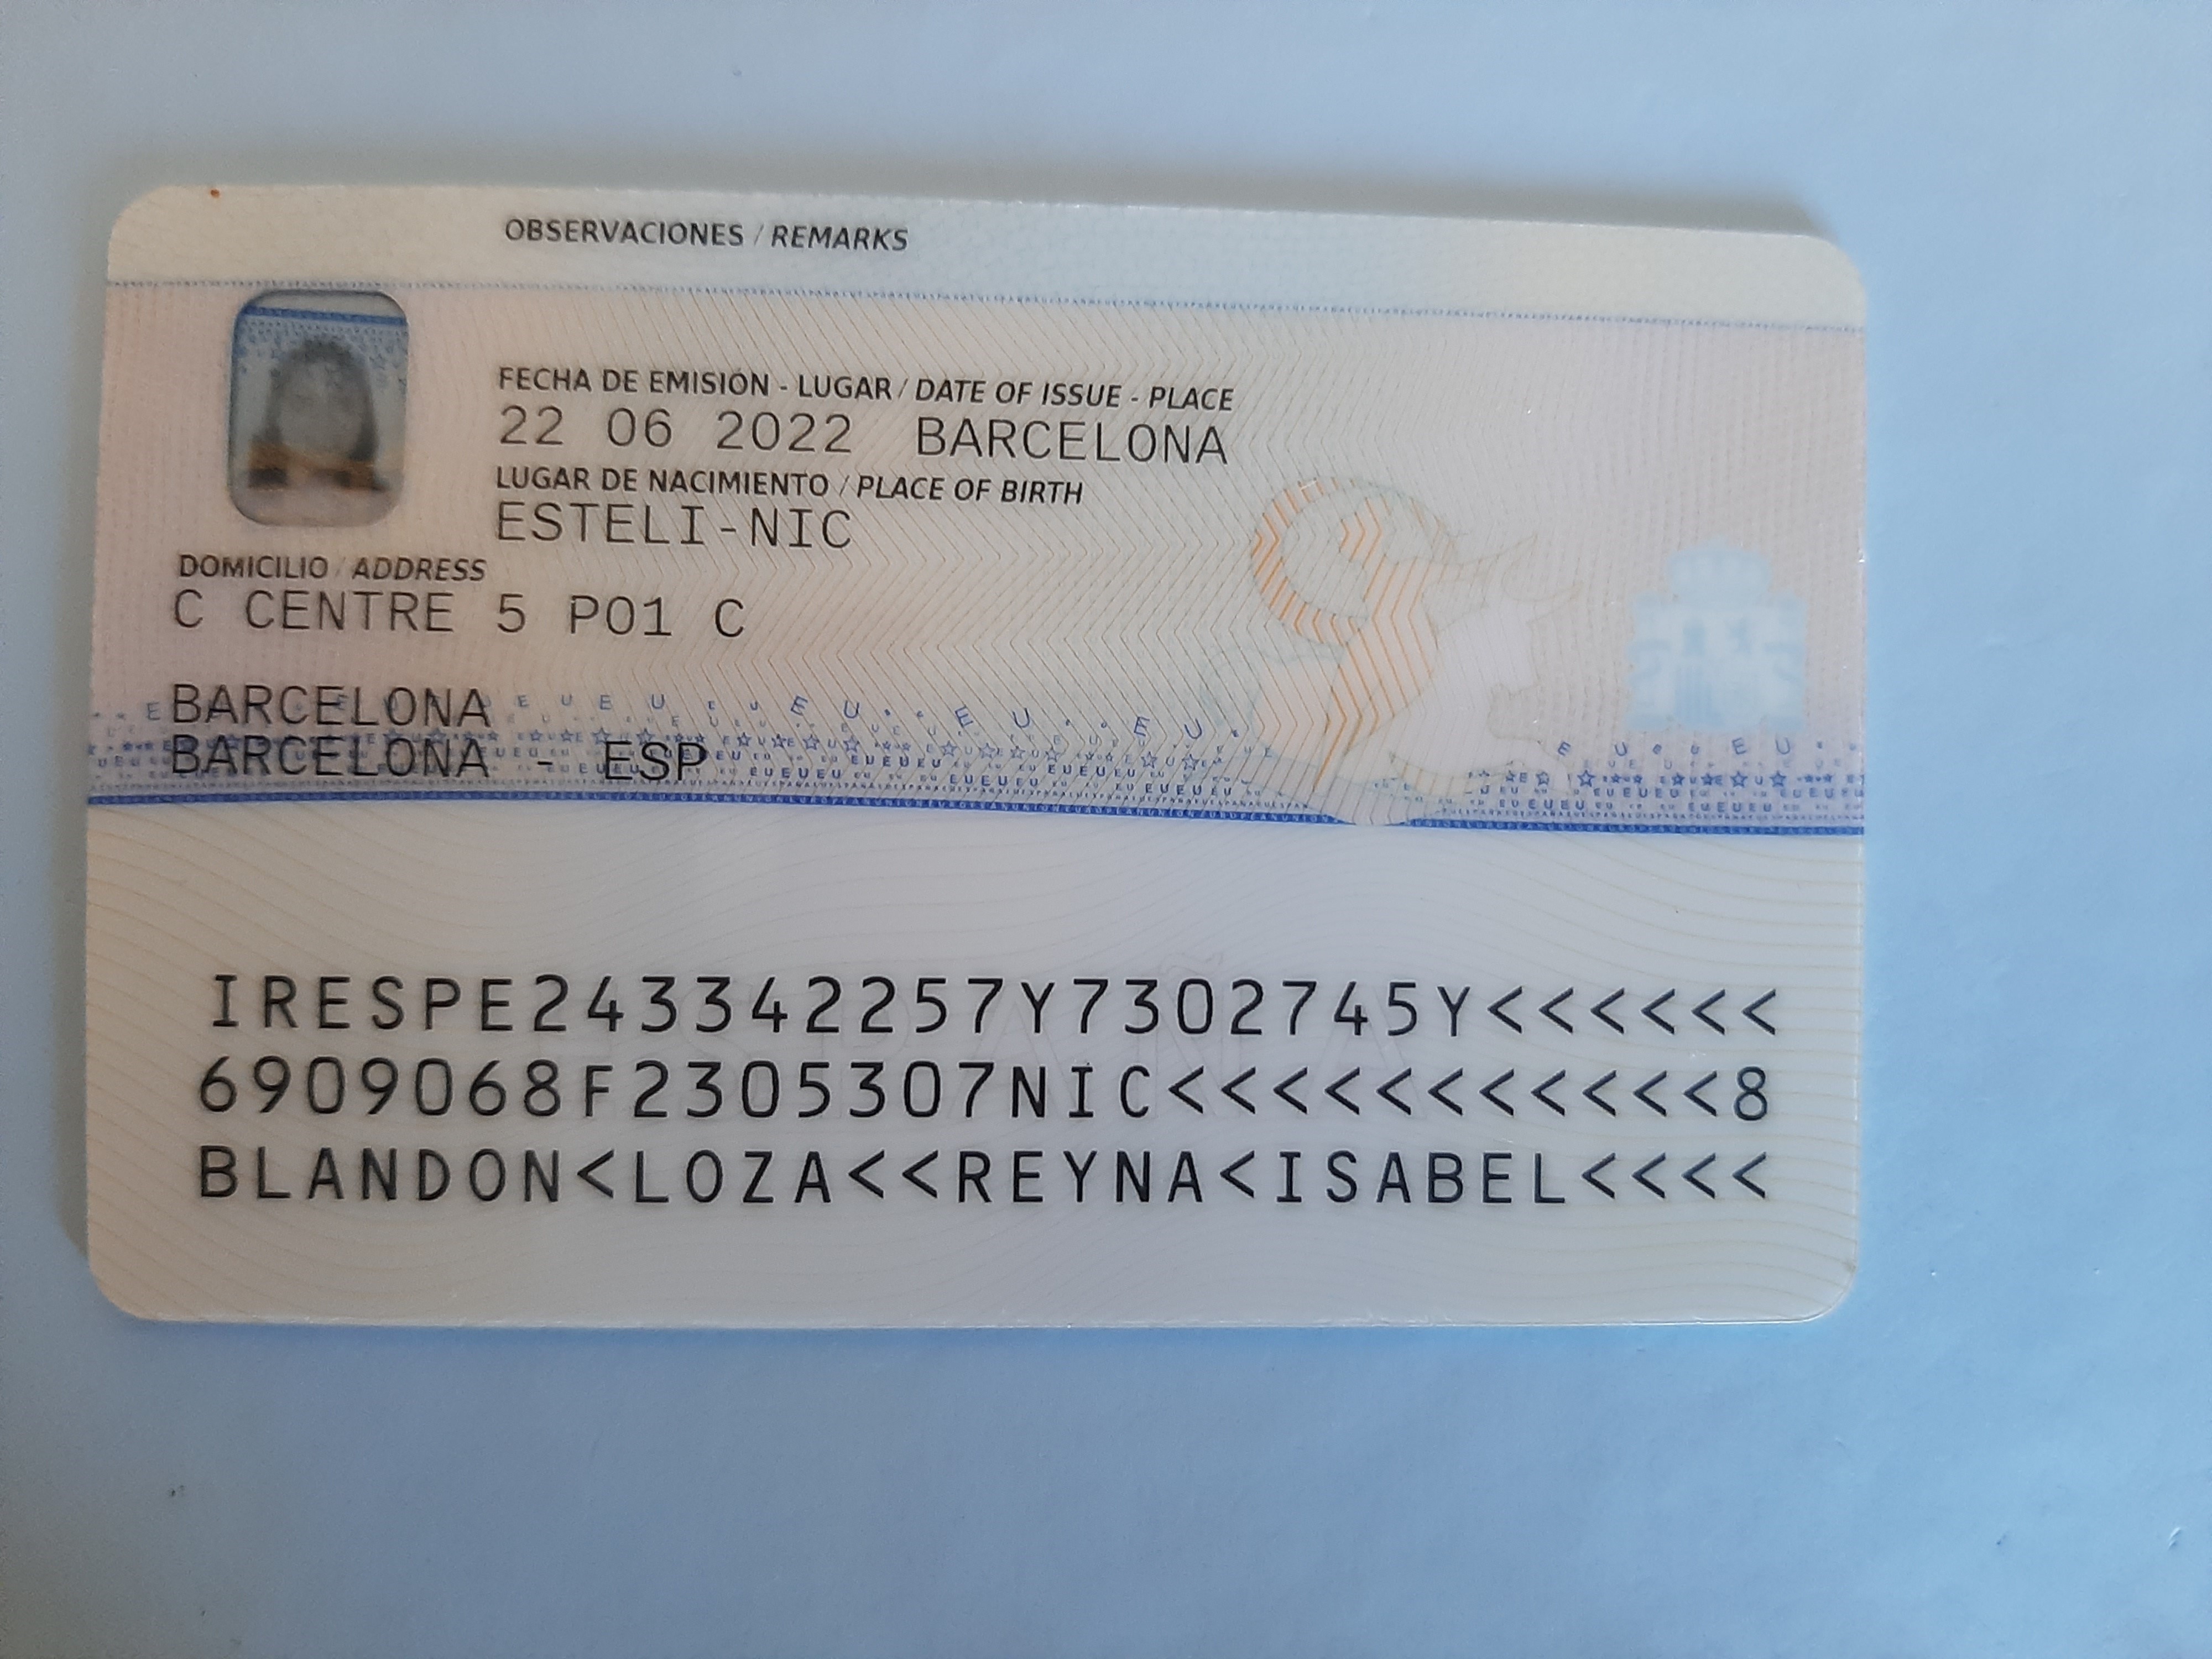 OBSERVACIONES / REMARKS
FECHA DE EMISIÓN - LUGAR / DATE OF ISSUE - PLACE
22 06 2022 BARCELONA
LUGAR DE NACIMIENTO / PLACE OF BIRTH
ESTELI-NIC
DOMICILIO / ADDRESS
C CENTRE 5 P01 C
BARCELONA
BARCELONA - ESP
IRESPE243342257Y7302745Y<<<<<<
6909068F2305307NIC<<<<<<<<<<<8
BLANDON<LOZA<<REYNA<ISABEL<<<<